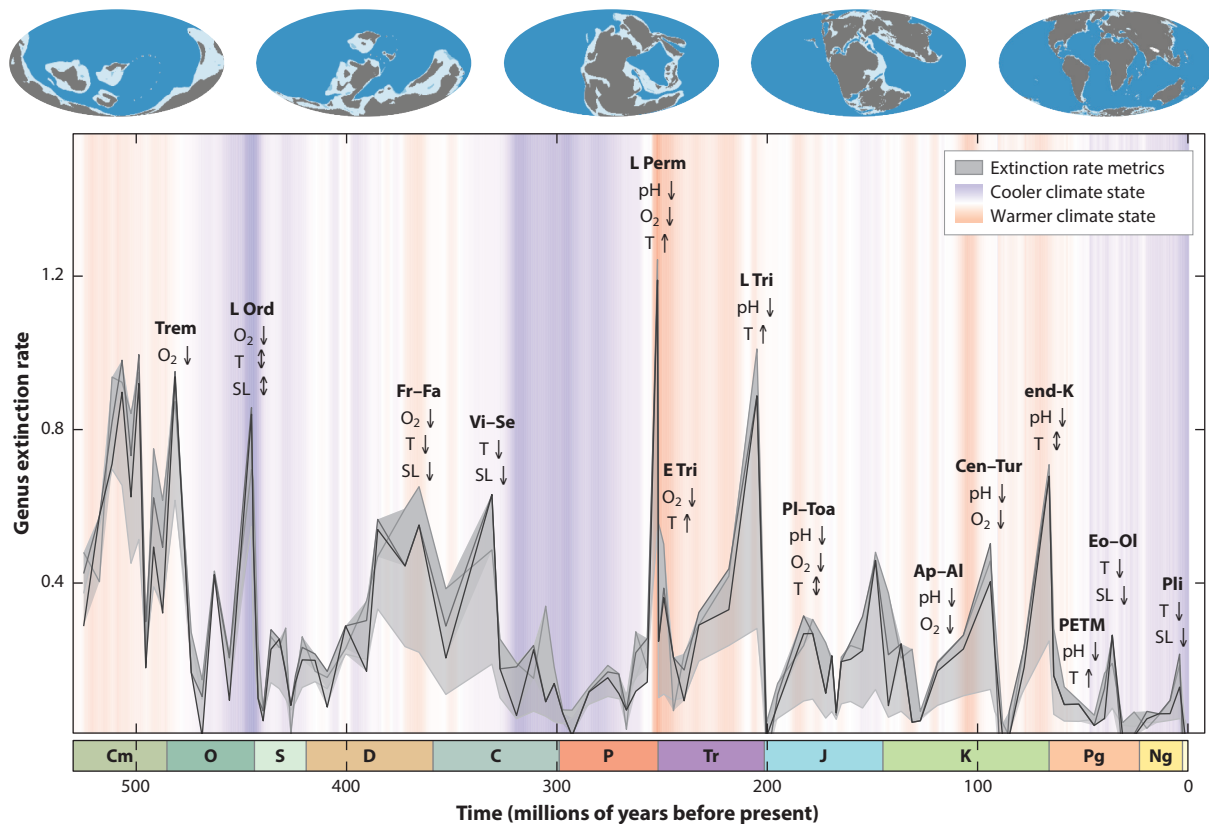 L Perm
pH ↓
O₂ ↓
T ↑
Extinction rate metrics
Cooler climate state
Warmer climate state
Genus extinction rate
1.2
0.8
0.4
Trem
O₂ ↓
L Ord
O₂ ↓
T ↕
SL ↕
Fr–Fa
O₂ ↓
T ↓
SL ↓
Vi–Se
T ↓
SL ↓
E Tri
O₂ ↓
T ↑
L Tri
pH ↓
T ↑
Pl–Toa
pH ↓
O₂ ↓
T ↕
Ap–Al
pH ↓
O₂ ↓
Cen–Tur
pH ↓
O₂ ↓
end-K
pH ↓
T ↕
PETM
pH ↓
T ↑
Eo–Ol
T ↓
SL ↓
Pli
T ↓
SL ↓
Cm O S D C P Tr J K Pg Ng
500 400 300 200 100 0
Time (millions of years before present)